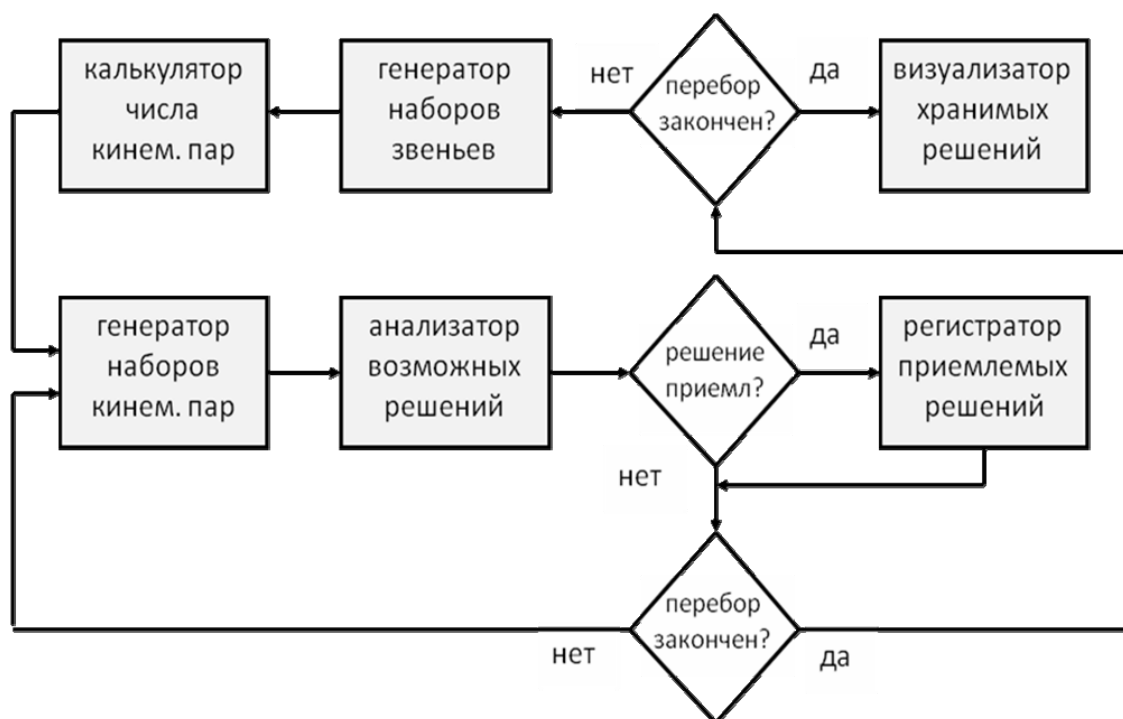 калькулятор
числа
кинем. пар
генератор
наборов
звеньев
нет
перебор
закончен?
да
визуализатор
хранимых
решений
генератор
наборов
кинем. пар
анализатор
возможных
решений
решение
приемл?
да
нет
регистратор
приемлемых
решений
перебор
закончен?
нет
да